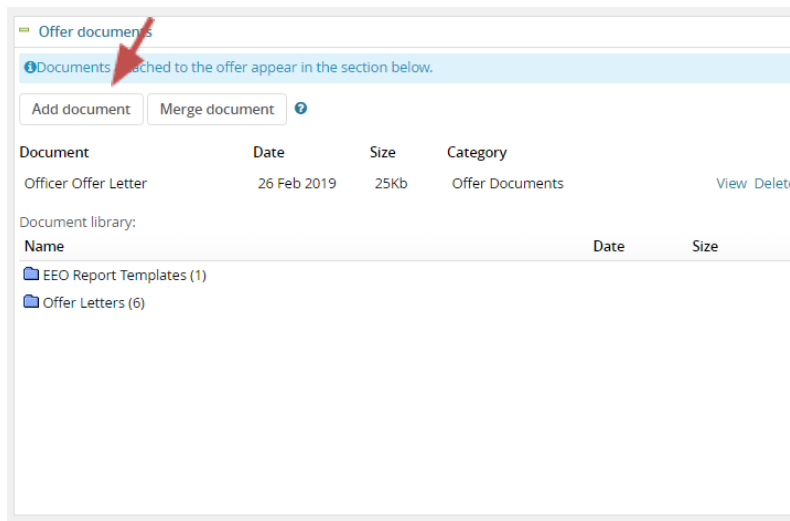 Offer documents
Documents attached to the offer appear in the section below.
Add document Merge document ?
Document Date Size Category
Officer Offer Letter 26 Feb 2019 25Kb Offer Documents View Delete
Document library:
Name Date Size
EEO Report Templates (1)
Offer Letters (6)